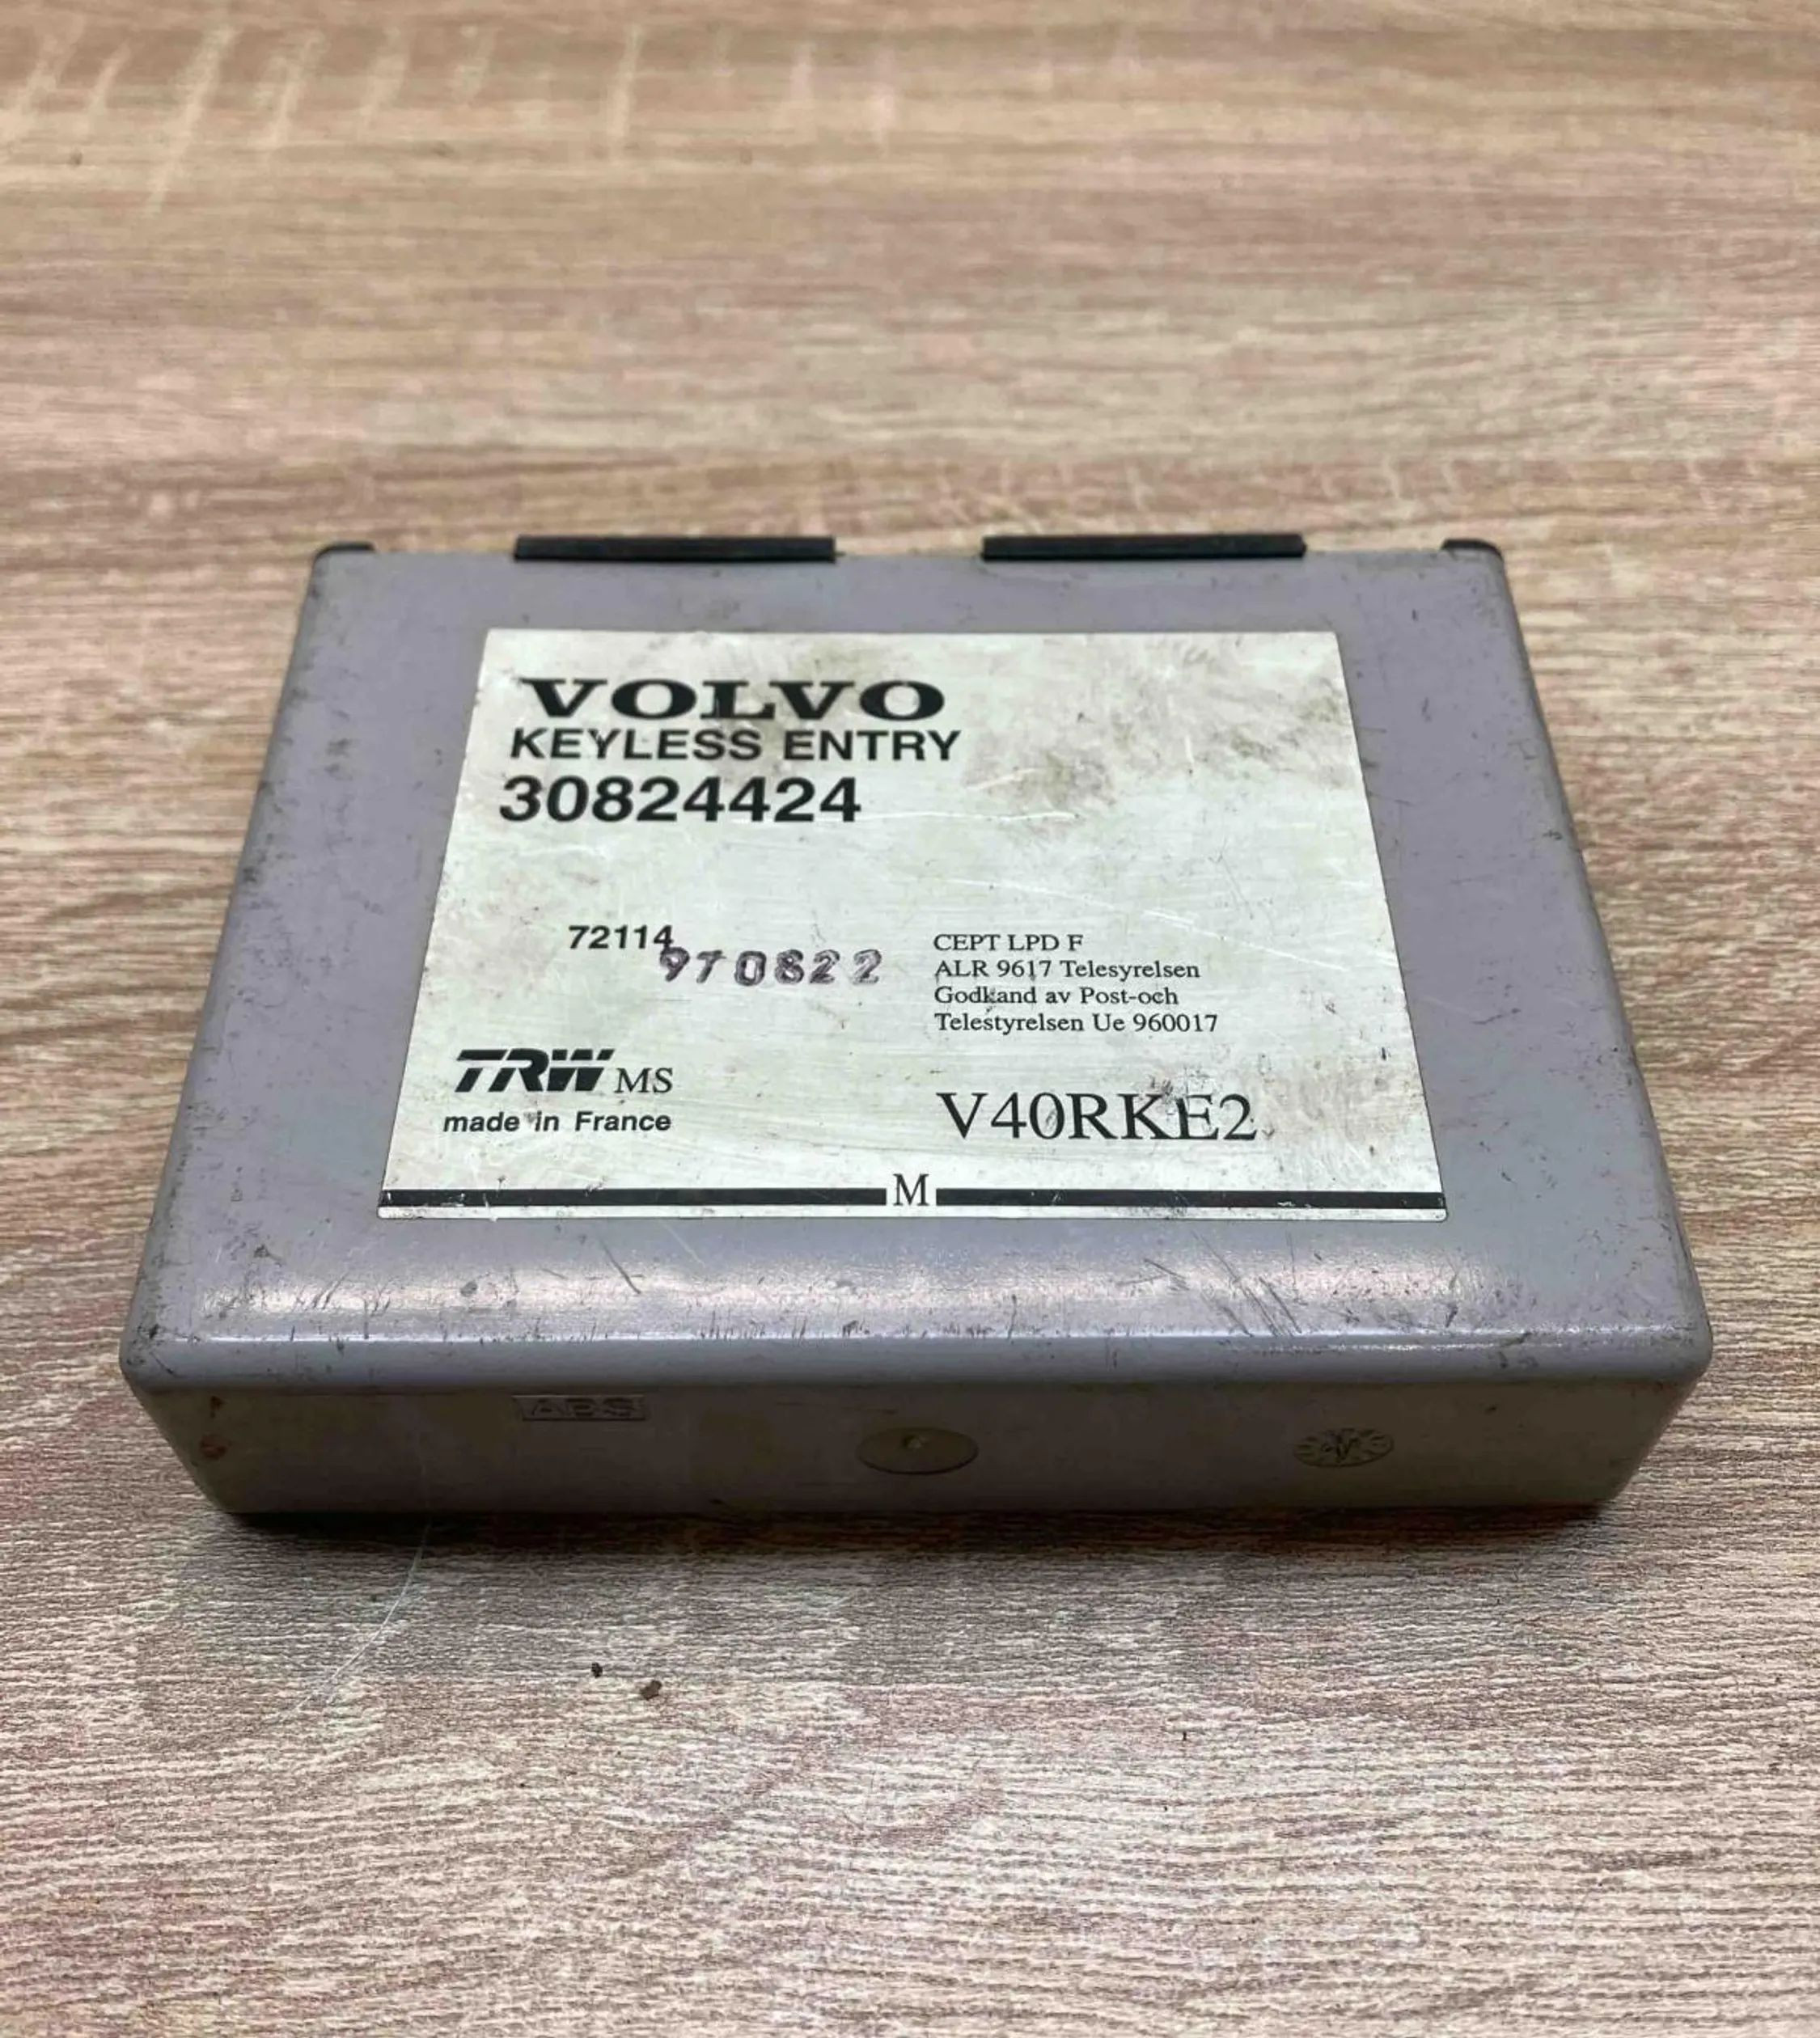 VOLVO
KEYLESS ENTRY
30824424
72114
970822
CEPT LPD F
ALR 9617 Telesyrelsen
Godkand av Post-och
Telestyrelsen Ue 960017
TRW MS
made in France
V40RKE2
M
ABS